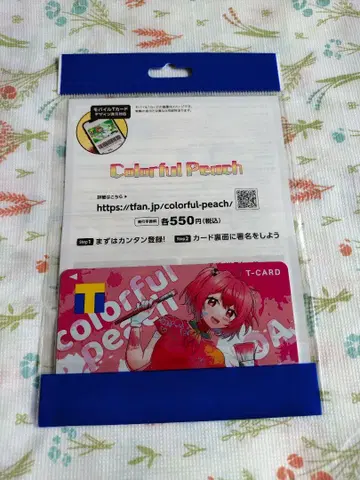 モバイルTカード
デザイン表示対応
Colorful Peach
詳細はこちら
https://tfan.jp/colorful-peach/
発行手数料 各550円(税込)
Step1 まずはカンタン登録! Step2 カード裏面に署名をしよう
T T-CARD
colorful
peach